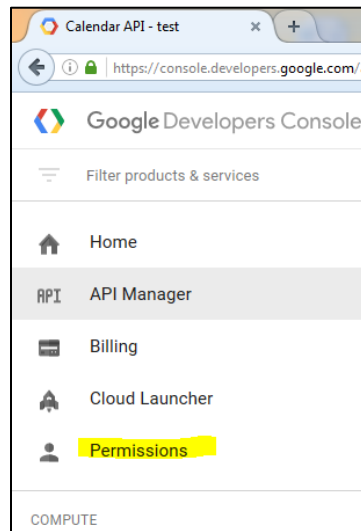 Calendar API - test
https://console.developers.google.com/
Google Developers Console
Filter products & services
Home
API API Manager
Billing
Cloud Launcher
Permissions
COMPUTE